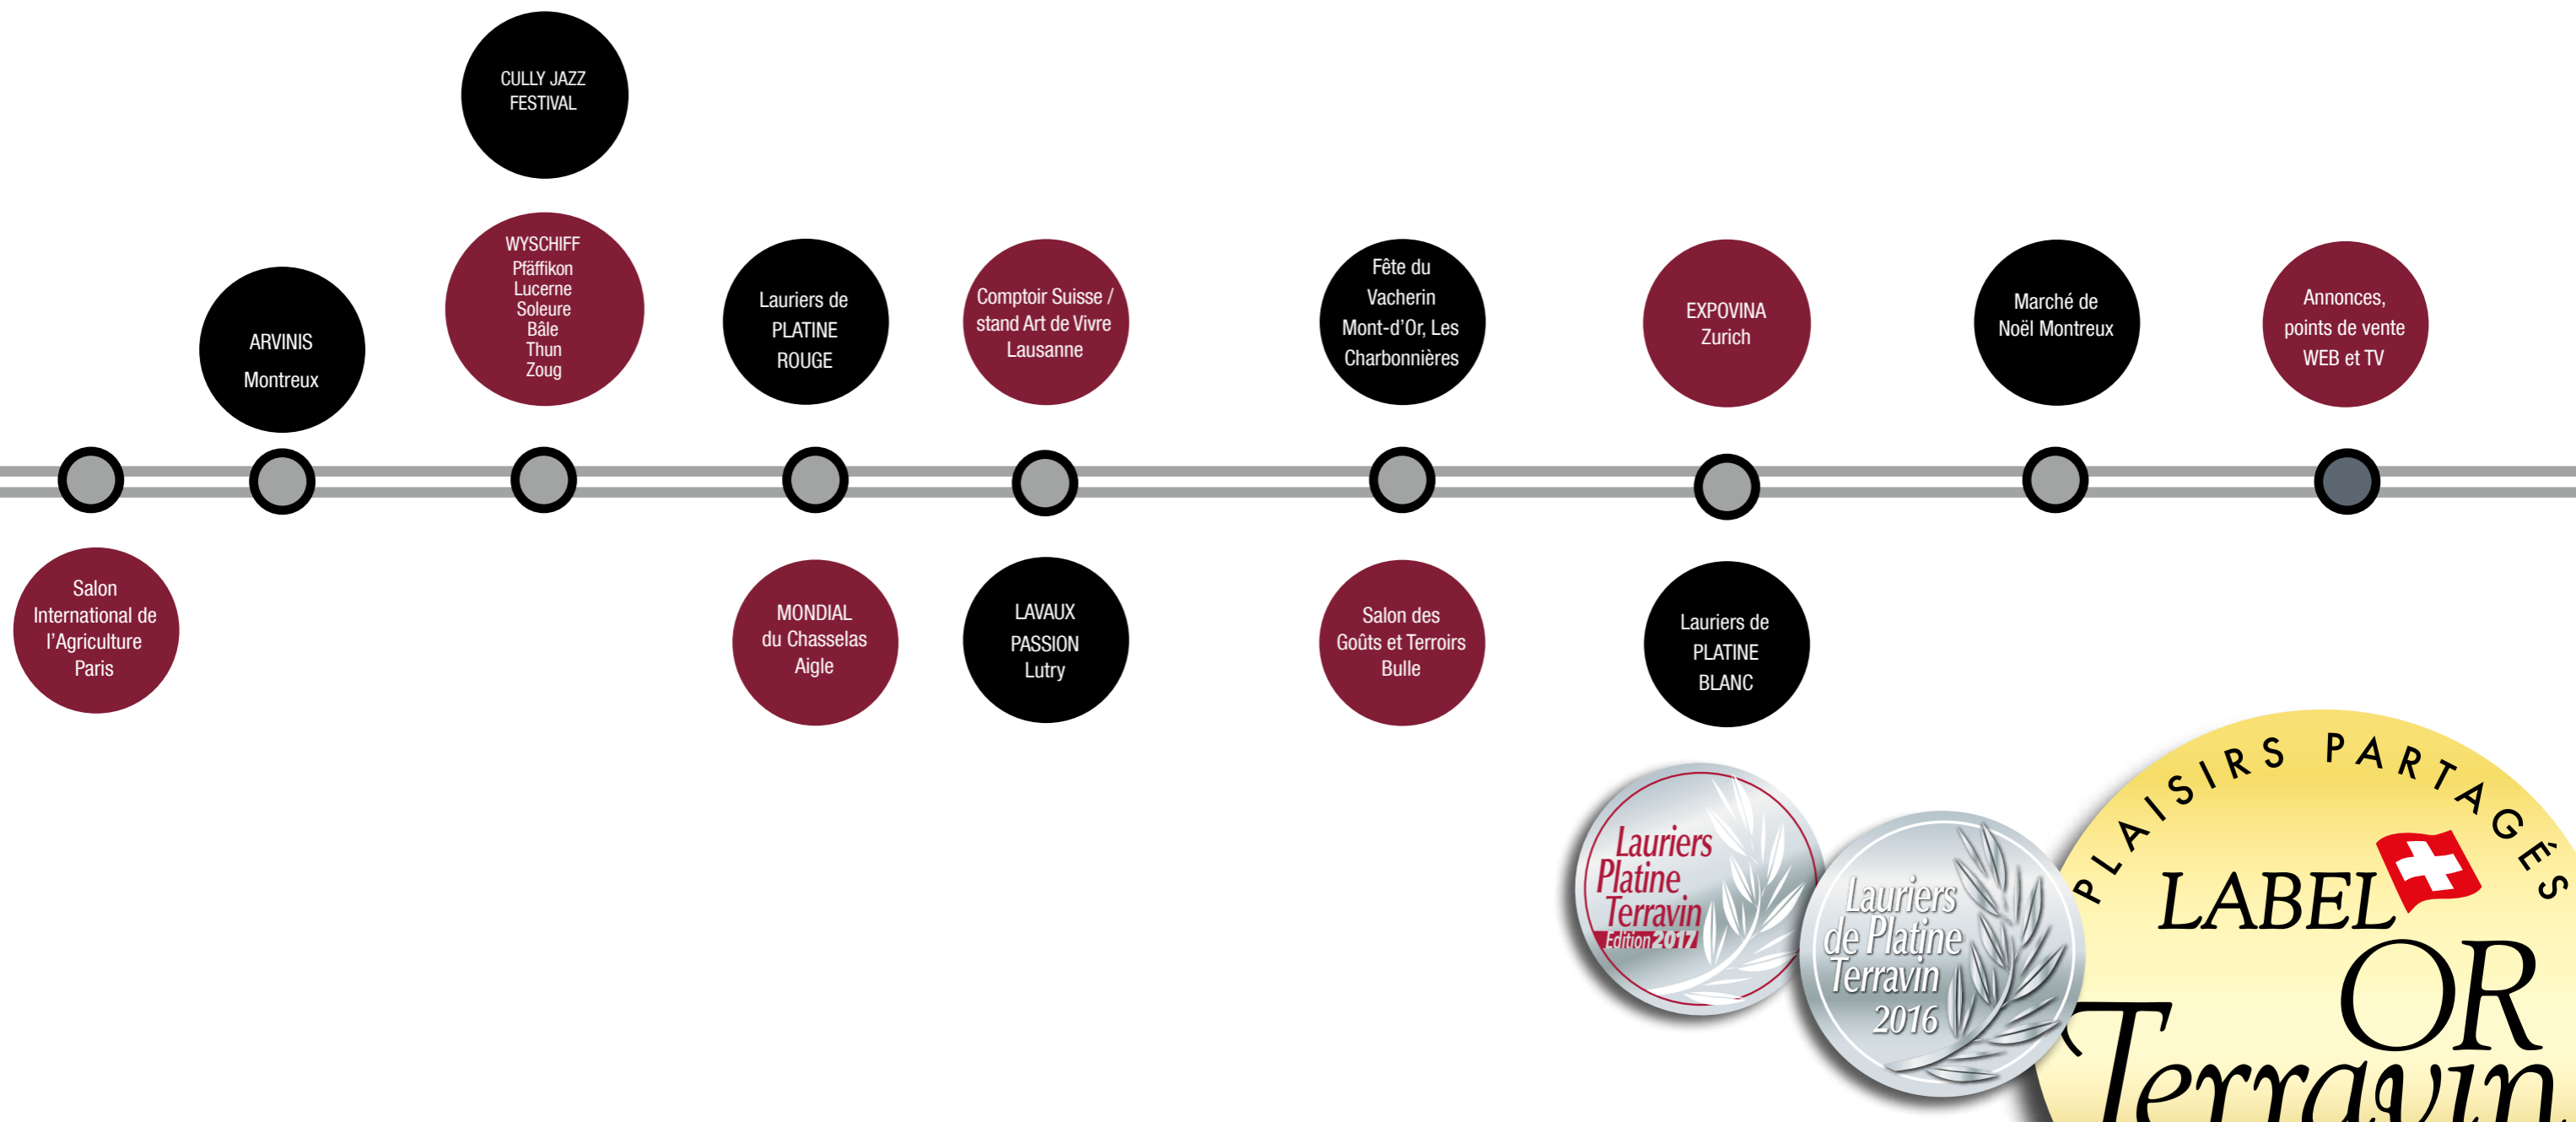 CULLY JAZZ
FESTIVAL
WYSCHIFF
Pfäffikon
Lucerne
Soleure
Bâle
Thun
Zoug
ARVINIS
Montreux
Lauriers de
PLATINE
ROUGE
Comptoir Suisse /
stand Art de Vivre
Lausanne
Fête du
Vacherin
Mont-d'Or, Les
Charbonnières
EXPOVINA
Zurich
Marché de
Noël Montreux
Annonces,
points de vente
WEB et TV
Salon
International de
l'Agriculture
Paris
MONDIAL
du Chasselas
Aigle
LAVAUX
PASSION
Lutry
Salon des
Goûts et Terroirs
Bulle
Lauriers de
PLATINE
BLANC
Lauriers
Platine
Terravin
Edition 2017
Lauriers
de Platine
Terravin
2016
PLAISIRS PARTAGÉS
LABEL
OR
Terravin